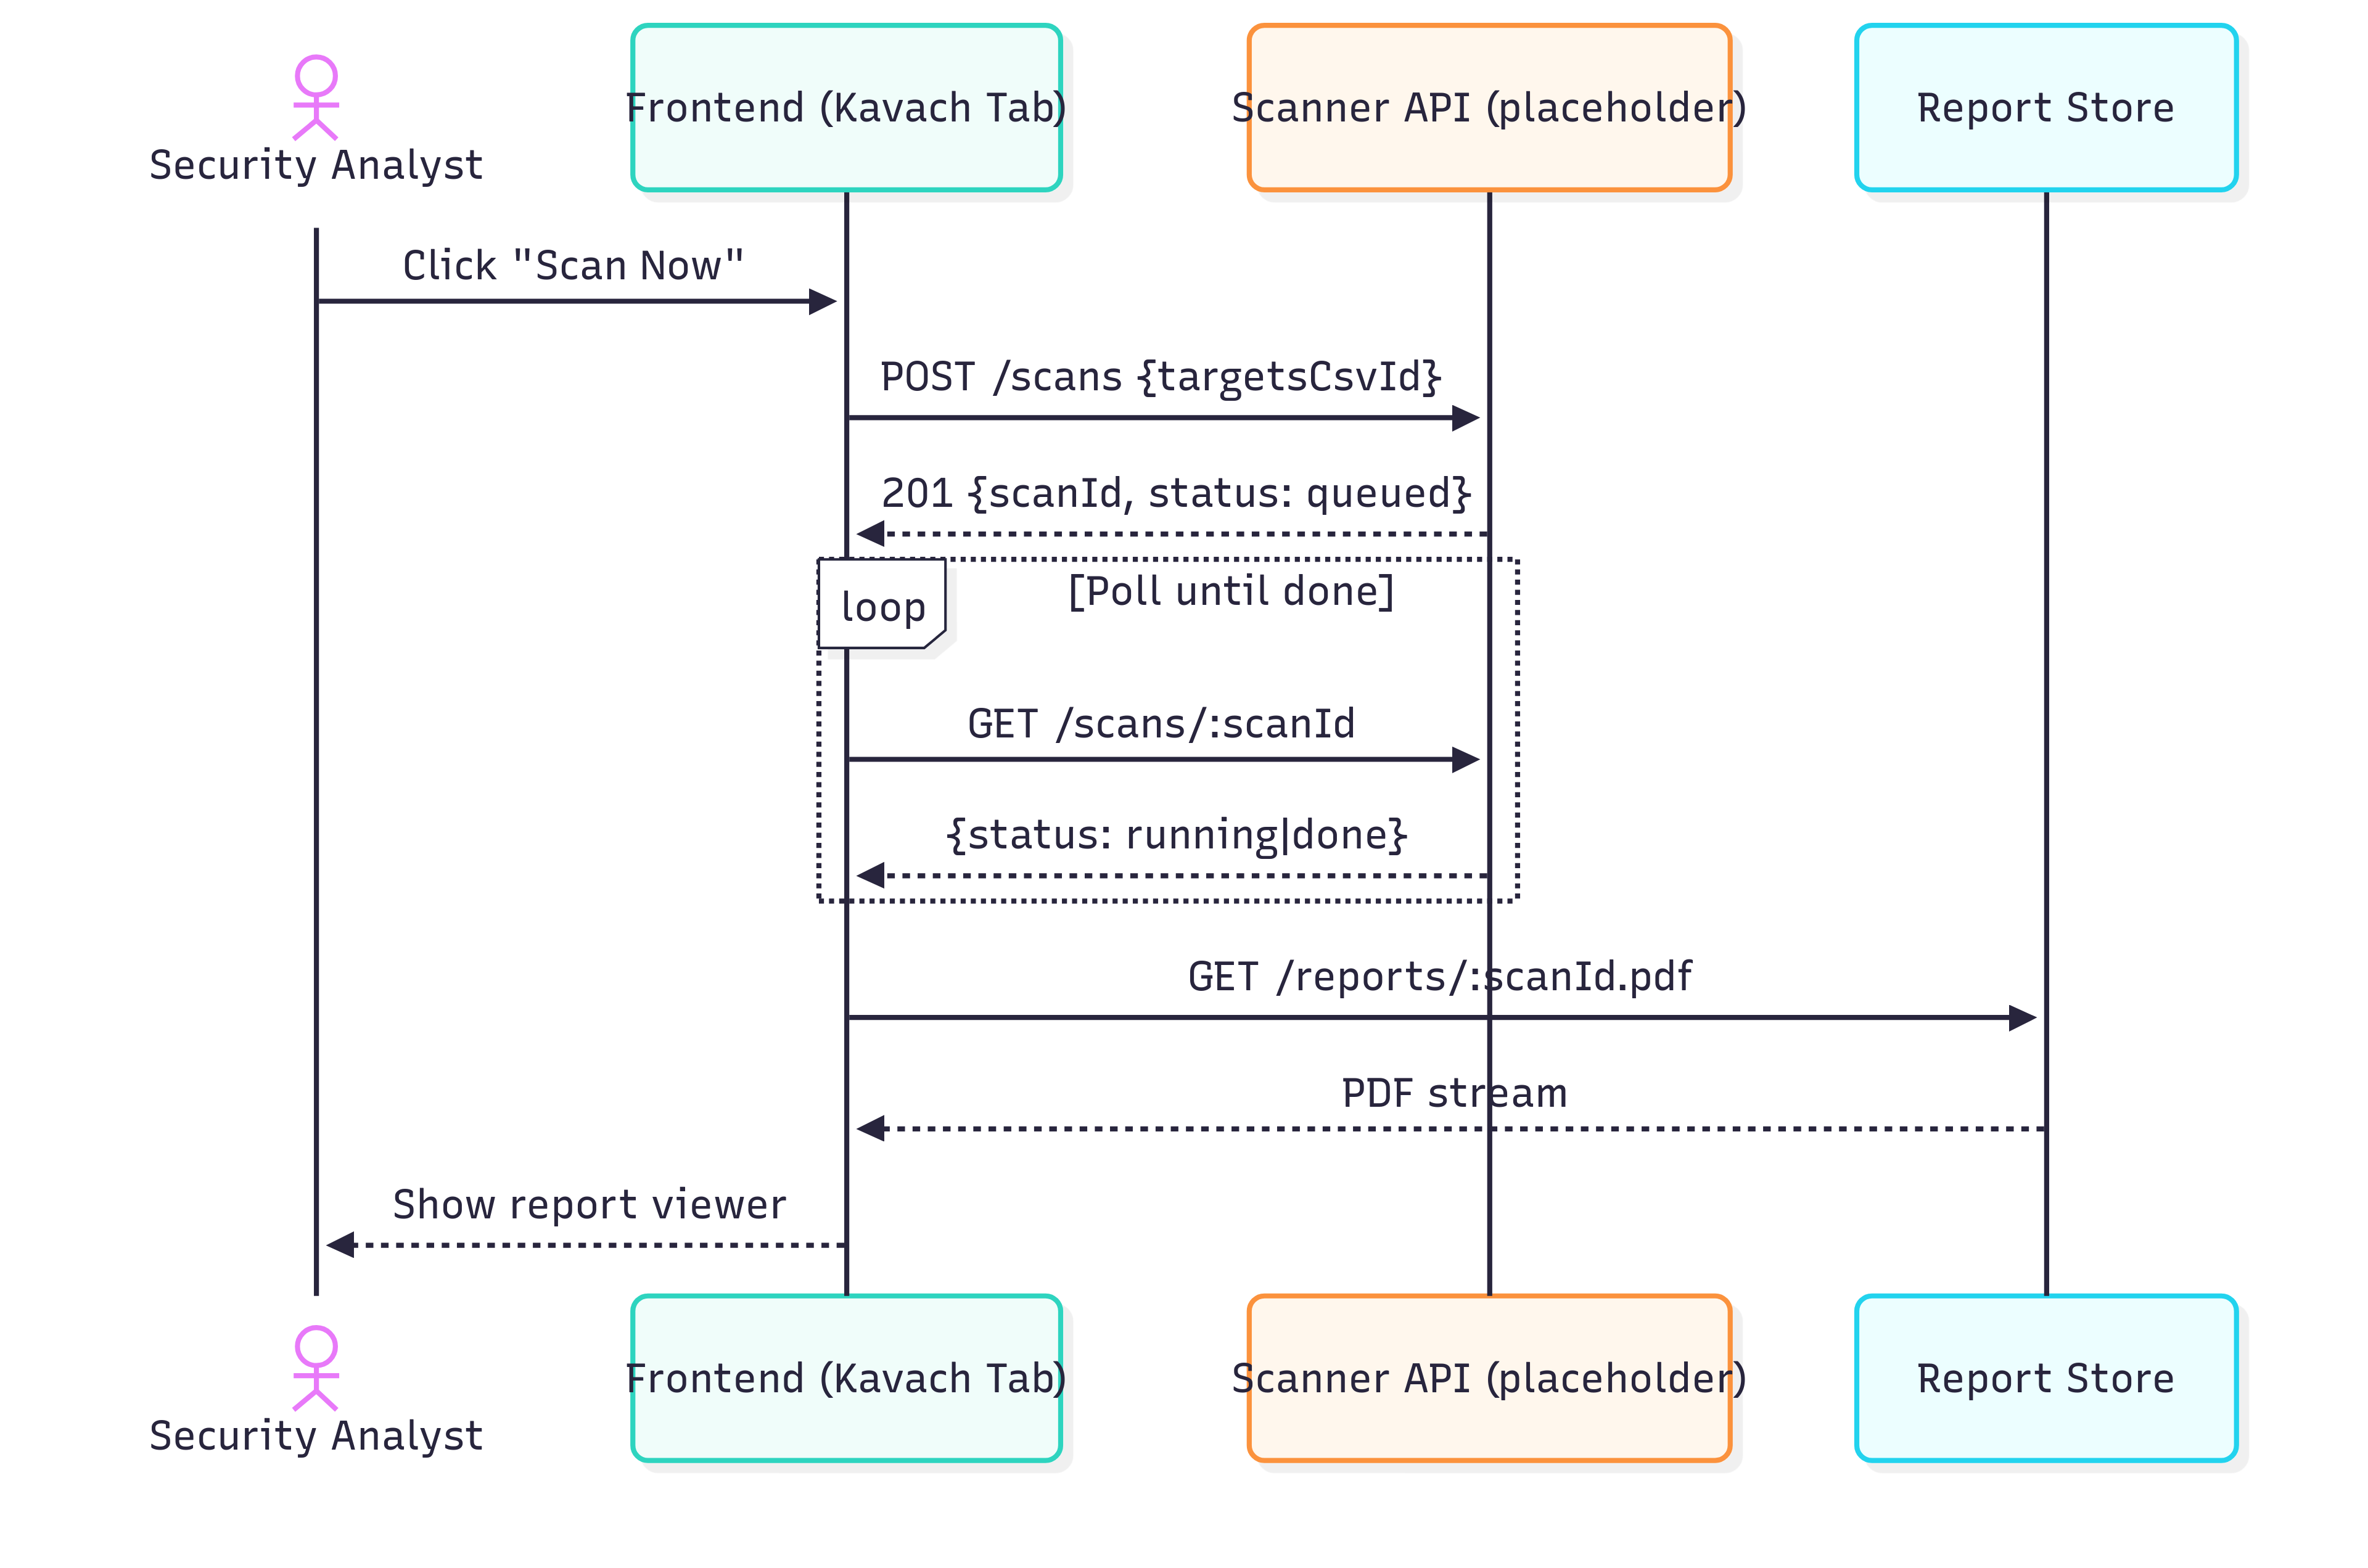 Security Analyst
Frontend (Kavach Tab)
Scanner API (placeholder)
Report Store
Click "Scan Now"
POST /scans {targetsCsvId}
201 {scanId, status: queued}
loop
[Poll until done]
GET /scans/:scanId
{status: running|done}
GET /reports/:scanId.pdf
PDF stream
Show report viewer
Security Analyst
Frontend (Kavach Tab)
Scanner API (placeholder)
Report Store